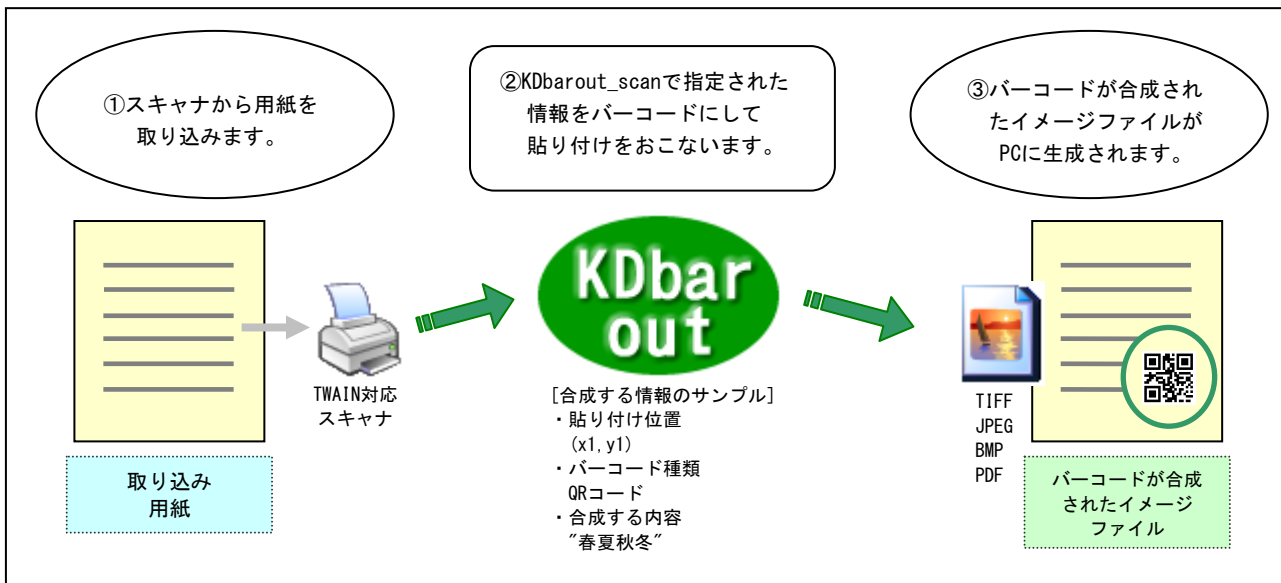 ①スキャナから用紙を
取り込みます。
②KDbarout_scanで指定された
情報をバーコードにして
貼り付けをおこないます。
③バーコードが合成され
たイメージファイルが
PCに生成されます。
KDbar
out
TWAIN対応
スキャナ
[合成する情報のサンプル]
・貼り付け位置
(x1,y1)
・バーコード種類
QRコード
・合成する内容
"春夏秋冬"
TIFF
JPEG
BMP
PDF
取り込み
用紙
バーコードが合成
されたイメージ
ファイル